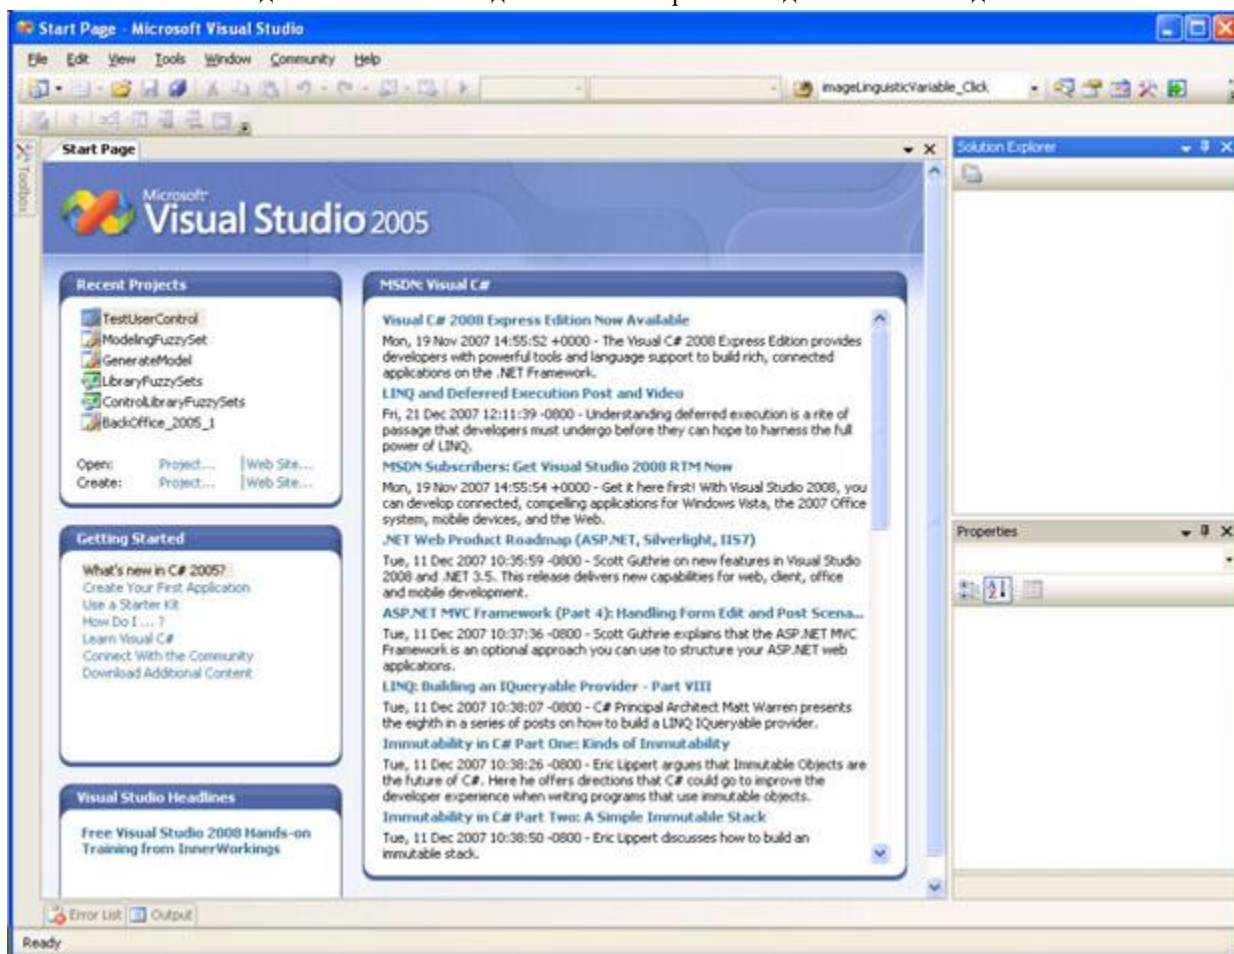 Start Page - Microsoft Visual Studio
File Edit View Tools Window Community Help
imageLinguisticVariable_Click
Toolbox
Start Page
Microsoft
Visual Studio 2005
Recent Projects
TestUserControl
ModelingFuzzySet
GenerateModel
LibraryFuzzySets
ControlLibraryFuzzySets
BackOffice_2005_1
Open: Project... Web Site...
Create: Project... Web Site...
Getting Started
What's new in C# 2005?
Create Your First Application
Use a Starter Kit
How Do I ... ?
Learn Visual C#
Connect With the Community
Download Additional Content
Visual Studio Headlines
Free Visual Studio 2008 Hands-on
Training from InnerWorkings
MSDN: Visual C#
Visual C# 2008 Express Edition Now Available
Mon, 19 Nov 2007 14:55:52 +0000 - The Visual C# 2008 Express Edition provides
developers with powerful tools and language support to build rich, connected
applications on the .NET Framework.
LINQ and Deferred Execution Post and Video
Fri, 21 Dec 2007 12:11:39 -0800 - Understanding deferred execution is a rite of
passage that developers must undergo before they can hope to harness the full
power of LINQ.
MSDN Subscribers: Get Visual Studio 2008 RTM Now
Mon, 19 Nov 2007 14:55:54 +0000 - Get it here first! With Visual Studio 2008, you
can develop connected, compelling applications for Windows Vista, the 2007 Office
system, mobile devices, and the Web.
.NET Web Product Roadmap (ASP.NET, Silverlight, IIS7)
Tue, 11 Dec 2007 10:35:59 -0800 - Scott Guthrie on new features in Visual Studio
2008 and .NET 3.5. This release delivers new capabilities for web, client, office
and mobile development.
ASP.NET MVC Framework (Part 4): Handling Form Edit and Post Scena...
Tue, 11 Dec 2007 10:37:36 -0800 - Scott Guthrie explains that the ASP.NET MVC
Framework is an optional approach you can use to structure your ASP.NET web
applications.
LINQ: Building an IQueryable Provider - Part VIII
Tue, 11 Dec 2007 10:38:07 -0800 - C# Principal Architect Matt Warren presents
the eighth in a series of posts on how to build a LINQ IQueryable provider.
Immutability in C# Part One: Kinds of Immutability
Tue, 11 Dec 2007 10:38:26 -0800 - Eric Lippert argues that Immutable Objects are
the future of C#. Here he offers directions that C# could go to improve the
developer experience when writing programs that use immutable objects.
Immutability in C# Part Two: A Simple Immutable Stack
Tue, 11 Dec 2007 10:38:50 -0800 - Eric Lippert discusses how to build an
immutable stack.
Solution Explorer
Properties
Error List Output
Ready